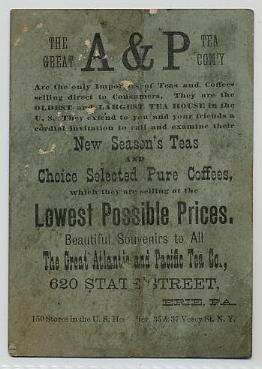 THE GREAT A & P TEA COM'Y
Are the only Importers of Teas and Coffees
selling direct to Consumers. They are the
OLDEST and LARGEST TEA HOUSE in the
U. S. They extend to you and your friends a
cordial invitation to call and examine their
New Season's Teas
AND
Choice Selected Pure Coffees,
which they are selling at the
Lowest Possible Prices.
Beautiful Souvenirs to All
The Great Atlantic and Pacific Tea Co.,
620 STATE STREET,
ERIE, PA.
150 Stores in the U. S. 35 & 37 Vesey St. N. Y.